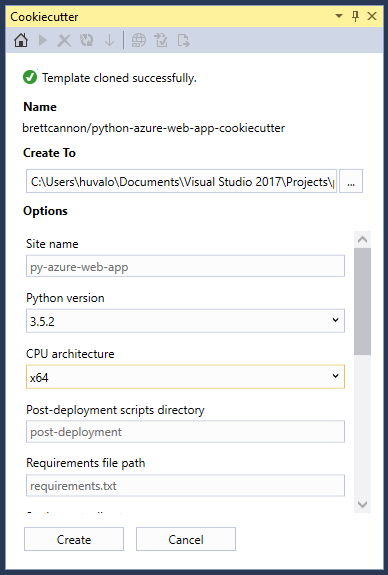 Cookiecutter
Template cloned successfully.
Name
brettcannon/python-azure-web-app-cookiecutter
Create To
C:\Users\huvalo\Documents\Visual Studio 2017\Projects\
...
Options
Site name
py-azure-web-app
Python version
3.5.2
CPU architecture
x64
Post-deployment scripts directory
post-deployment
Requirements file path
requirements.txt
Create
Cancel